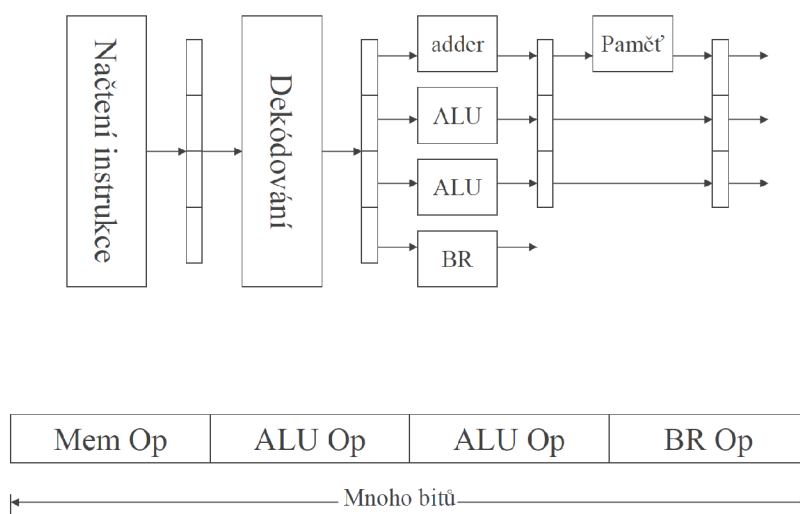 Načtení instrukce
Dekódování
adder
Paměť
ALU
ALU
BR
Mem Op
ALU Op
ALU Op
BR Op
Mnoho bitů